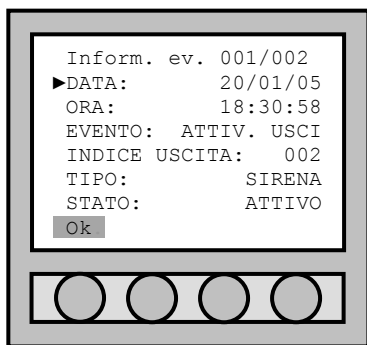 Inform. ev. 001/002
►DATA: 20/01/05
ORA: 18:30:58
EVENTO: ATTIV. USCI
INDICE USCITA: 002
TIPO: SIRENA
STATO: ATTIVO
Ok